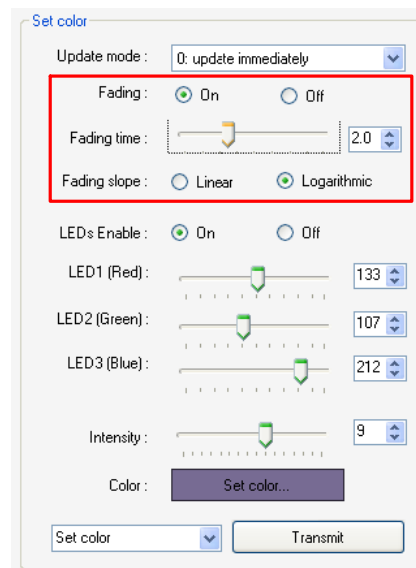 Set color
Update mode : 0: update immediately
Fading : On Off
Fading time : 2.0
Fading slope : Linear Logarithmic
LEDs Enable : On Off
LED1 (Red) : 133
LED2 (Green) : 107
LED3 (Blue) : 212
Intensity : 9
Color : Set color...
Set color Transmit